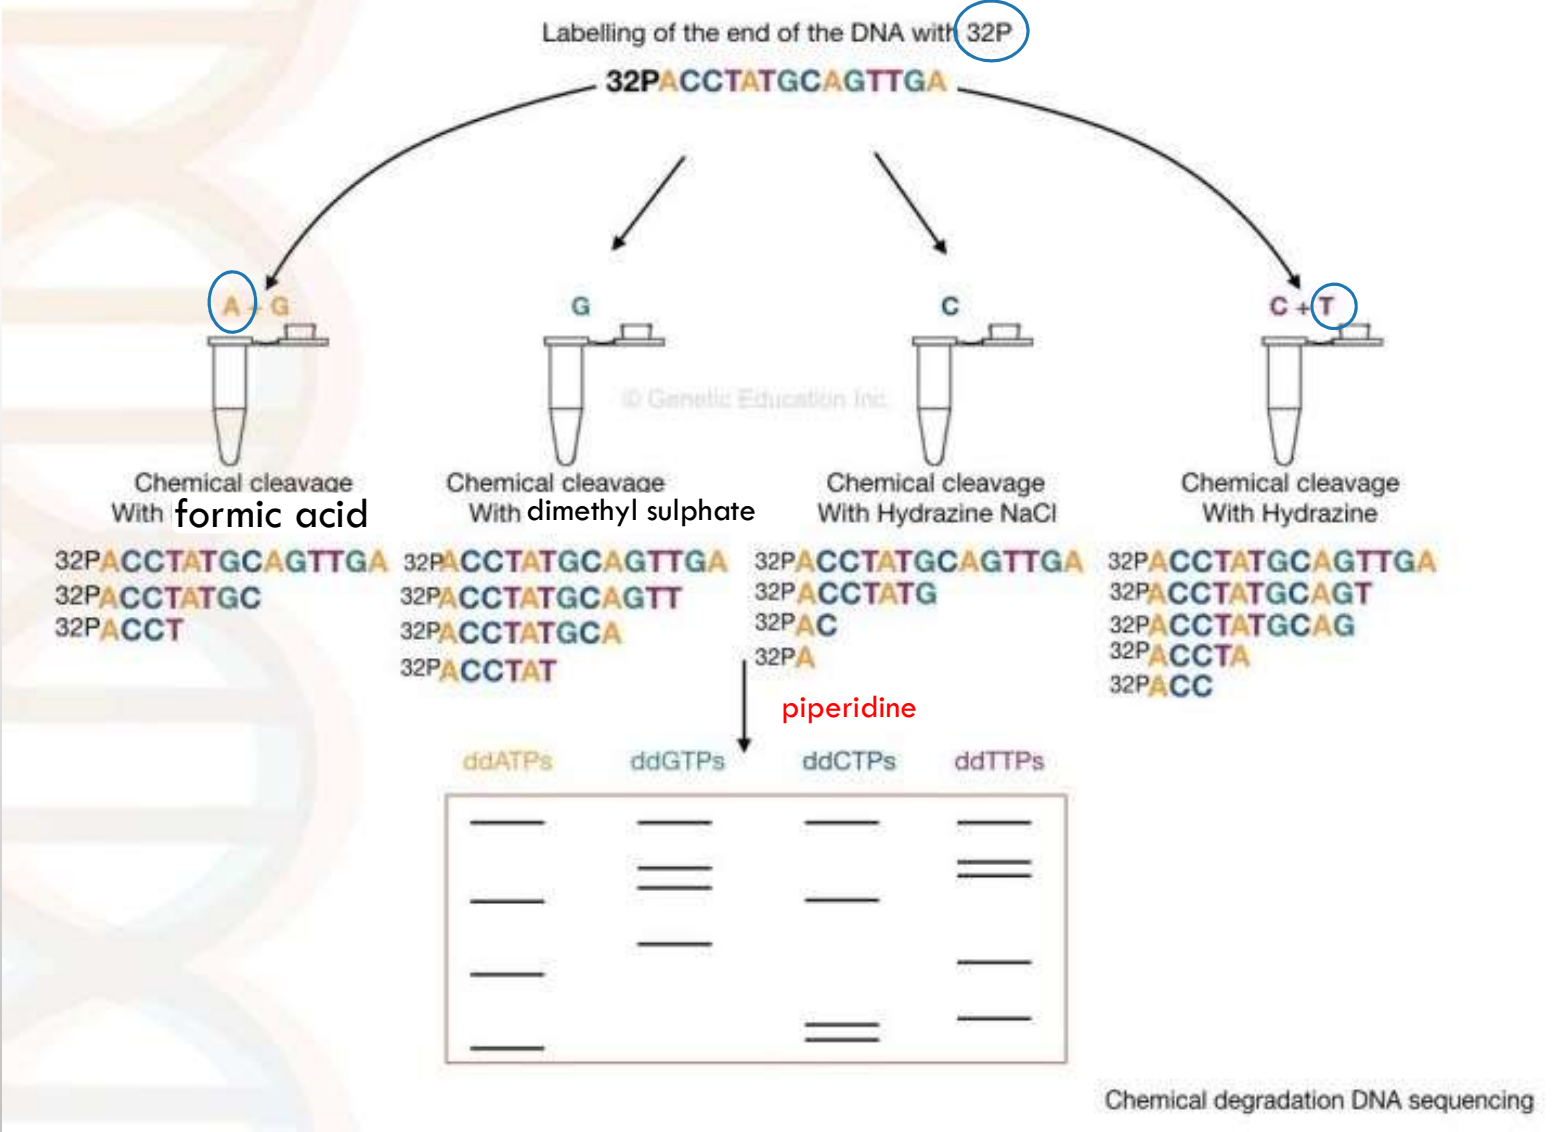 Labelling of the end of the DNA with 32P
32PACCTATGCAGTTGA
A + G
G
C
C + T
© Genetic Education Inc.
Chemical cleavage
With formic acid
Chemical cleavage
With dimethyl sulphate
Chemical cleavage
With Hydrazine NaCl
Chemical cleavage
With Hydrazine
32PACCTATGCAGTTGA
32PACCTATGC
32PACCT
32PACCTATGCAGTTGA
32PACCTATGCAGTT
32PACCTATGCA
32PACCTAT
32PACCTATGCAGTTGA
32PACCTATG
32PAC
32PA
32PACCTATGCAGTTGA
32PACCTATGCAGT
32PACCTATGCAG
32PACCTA
32PACC
piperidine
ddATPs
ddGTPs
ddCTPs
ddTTPs
Chemical degradation DNA sequencing